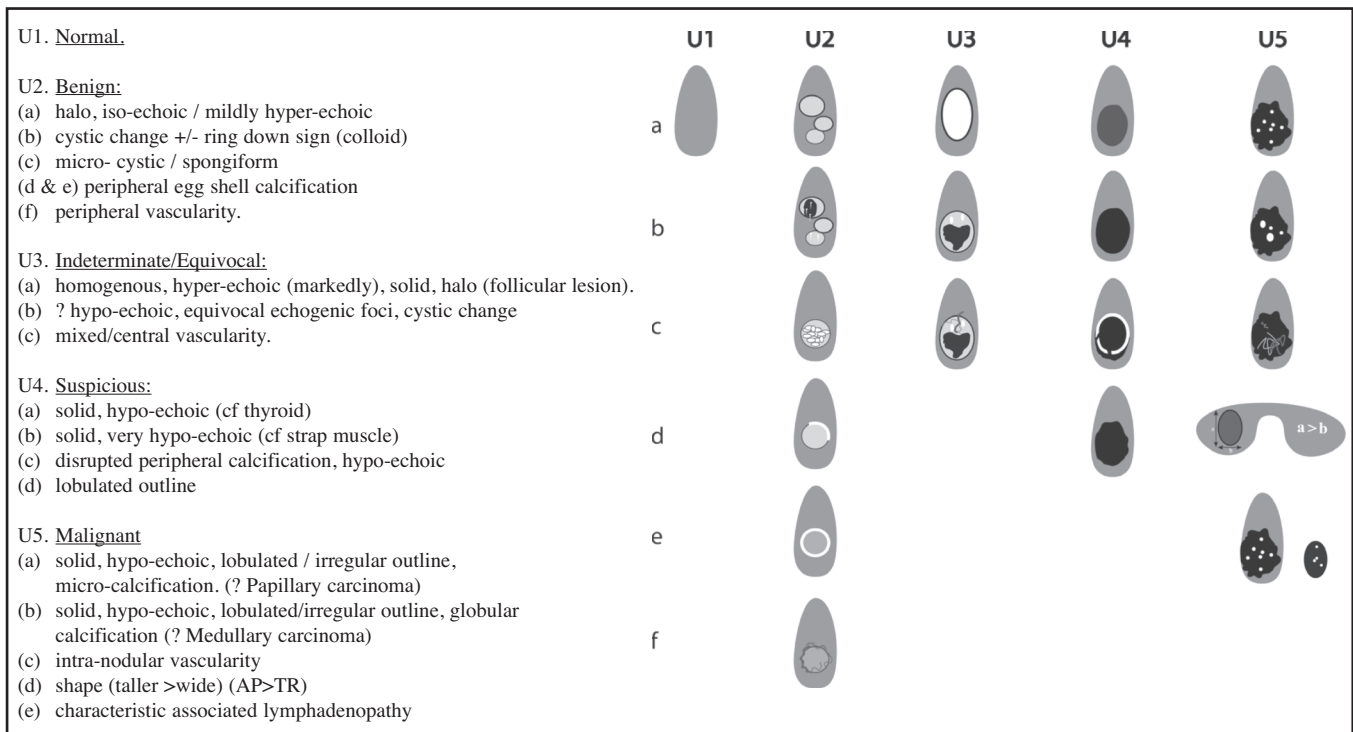 U1. Normal.
U2. Benign:
(a) halo, iso-echoic / mildly hyper-echoic
(b) cystic change +/- ring down sign (colloid)
(c) micro- cystic / spongiform
(d & e) peripheral egg shell calcification
(f) peripheral vascularity.
U3. Indeterminate/Equivocal:
(a) homogenous, hyper-echoic (markedly), solid, halo (follicular lesion).
(b) ? hypo-echoic, equivocal echogenic foci, cystic change
(c) mixed/central vascularity.
U4. Suspicious:
(a) solid, hypo-echoic (cf thyroid)
(b) solid, very hypo-echoic (cf strap muscle)
(c) disrupted peripheral calcification, hypo-echoic
(d) lobulated outline
U5. Malignant
(a) solid, hypo-echoic, lobulated / irregular outline,
micro-calcification. (? Papillary carcinoma)
(b) solid, hypo-echoic, lobulated/irregular outline, globular
calcification (? Medullary carcinoma)
(c) intra-nodular vascularity
(d) shape (taller >wide) (AP>TR)
(e) characteristic associated lymphadenopathy
U1 U2 U3 U4 U5
a
b
c
d
a > b
e
f